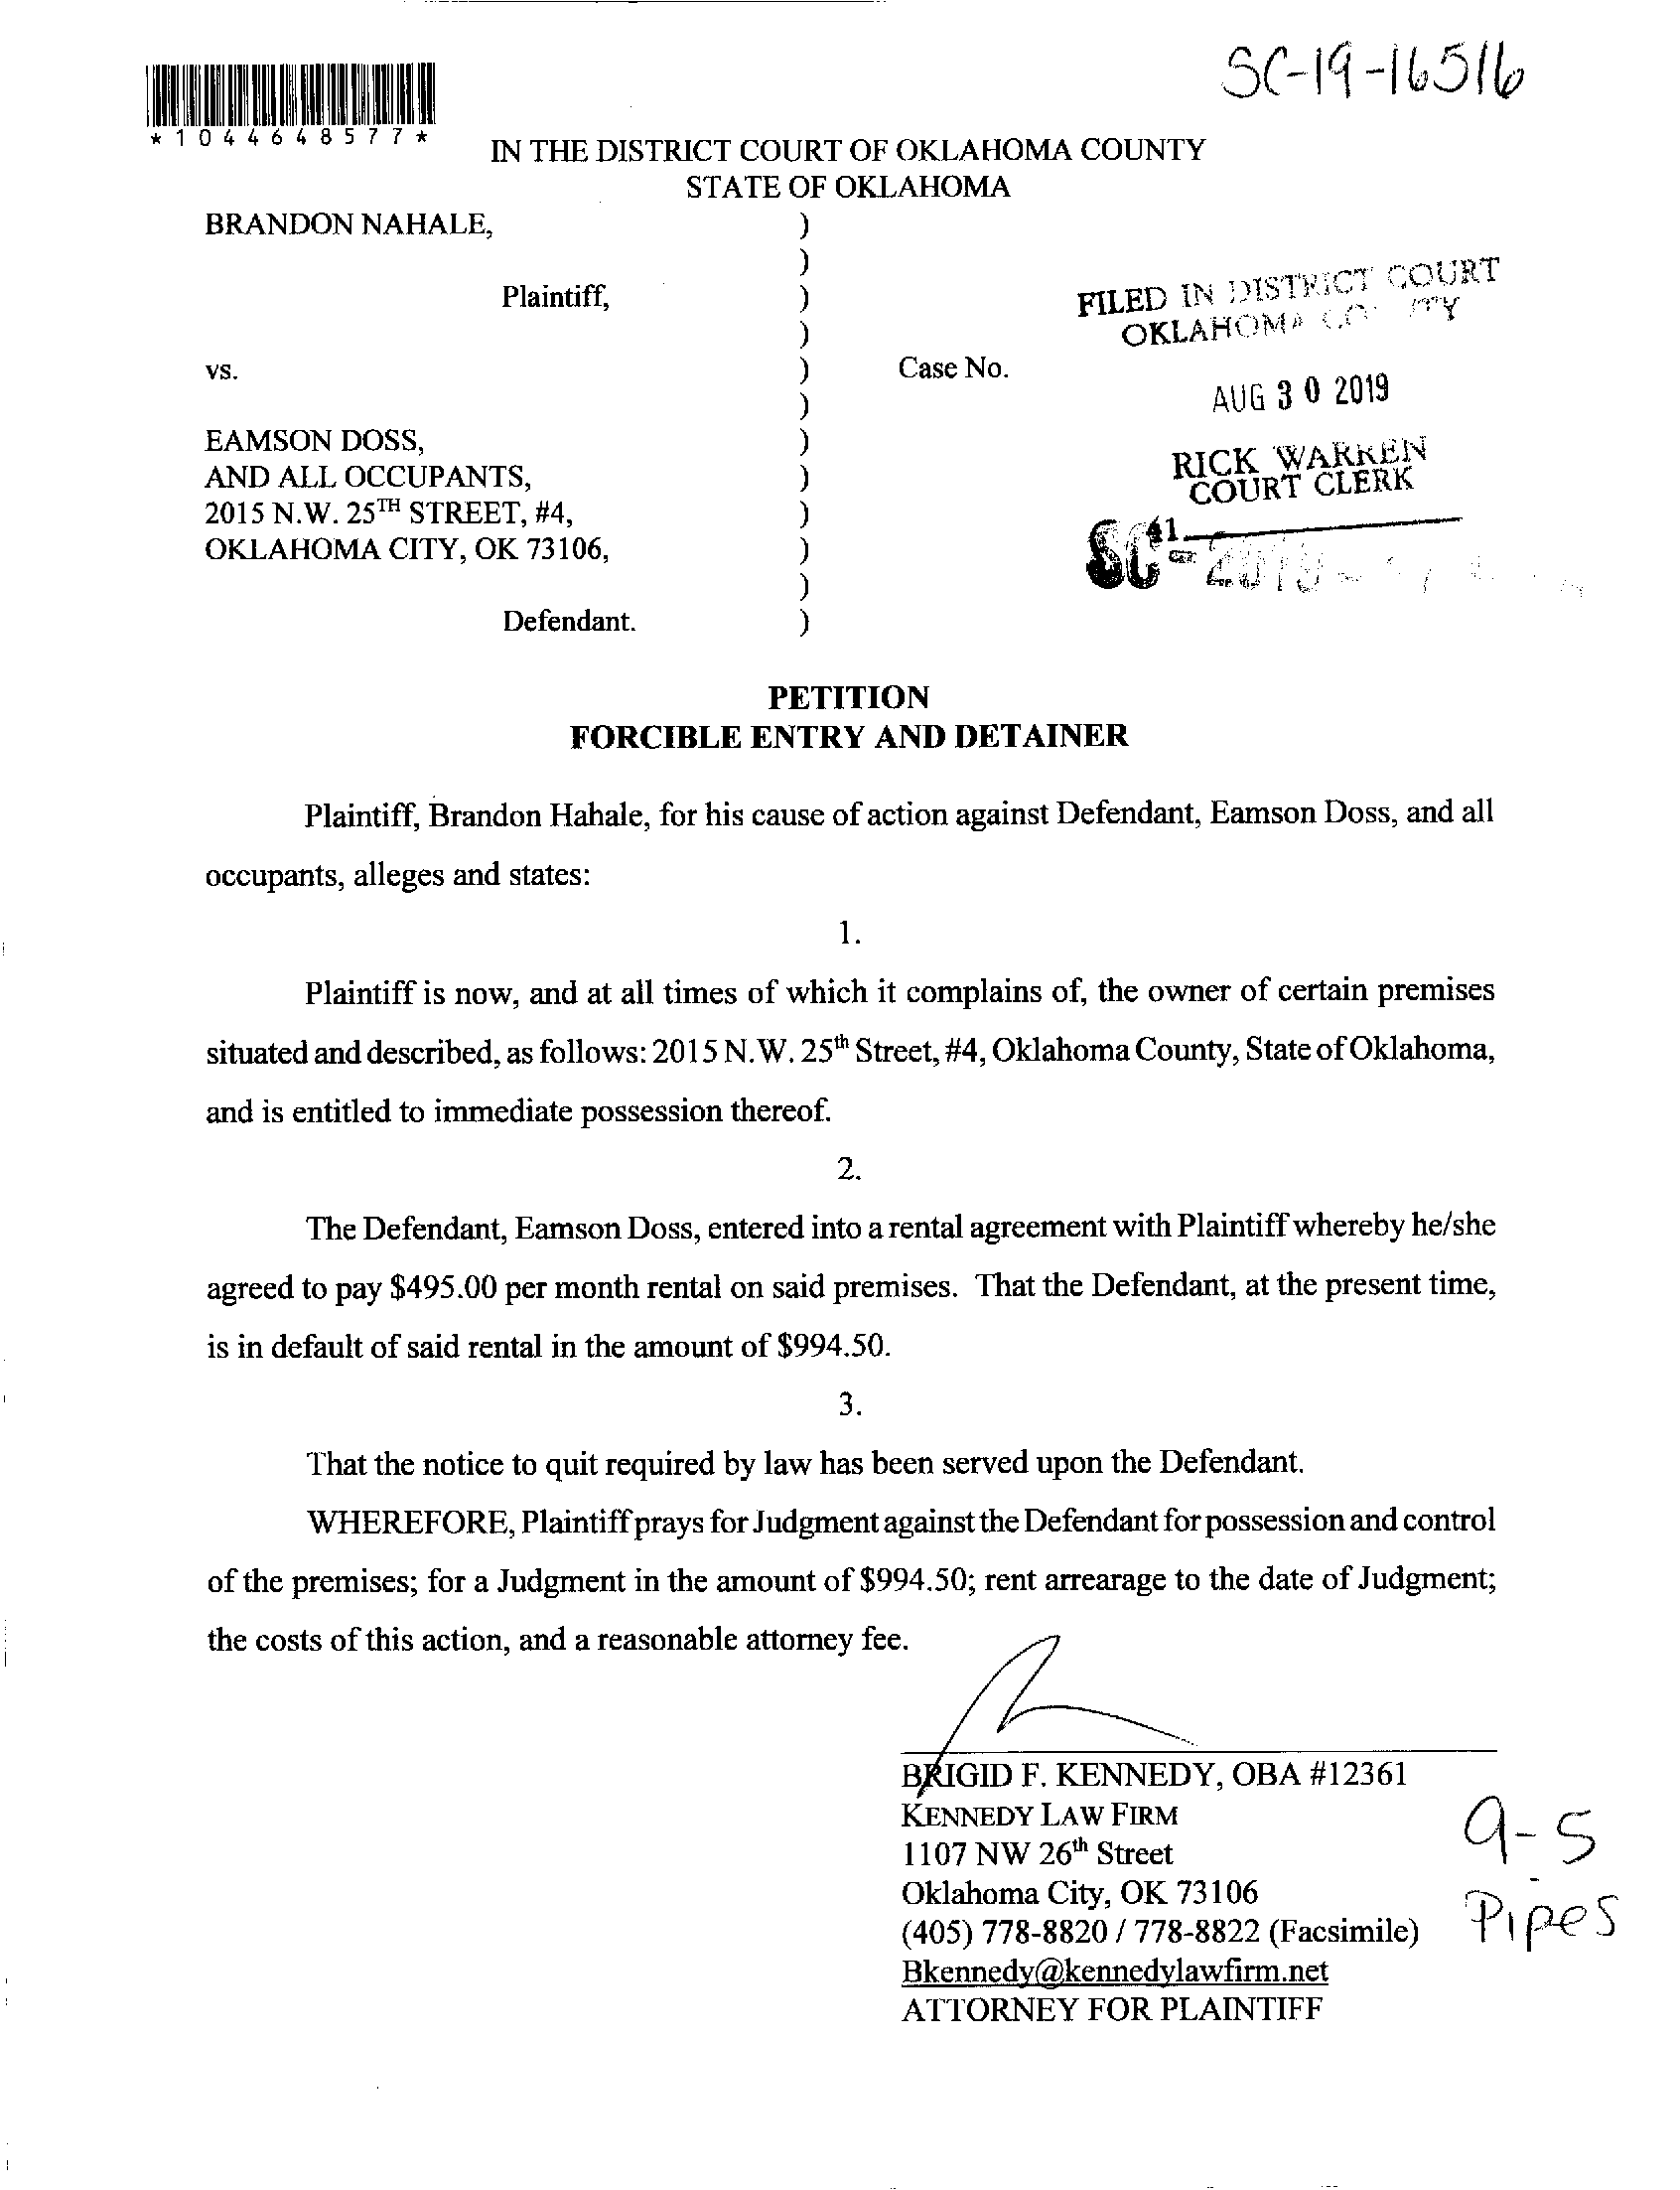 SC-19-16516
*1044648577*
IN THE DISTRICT COURT OF OKLAHOMA COUNTY
STATE OF OKLAHOMA
BRANDON NAHALE, )
)
Plaintiff, )
)
vs. ) Case No.
)
EAMSON DOSS, )
AND ALL OCCUPANTS, )
2015 N.W. 25TH STREET, #4, )
OKLAHOMA CITY, OK 73106, )
)
Defendant. )
FILED IN DISTRICT COURT
OKLAHOMA COUNTY
AUG 30 2019
RICK WARREN
COURT CLERK
41
SC-2019-
PETITION
FORCIBLE ENTRY AND DETAINER
Plaintiff, Brandon Hahale, for his cause of action against Defendant, Eamson Doss, and all
occupants, alleges and states:
1.
Plaintiff is now, and at all times of which it complains of, the owner of certain premises
situated and described, as follows: 2015 N.W. 25th Street, #4, Oklahoma County, State of Oklahoma,
and is entitled to immediate possession thereof.
2.
The Defendant, Eamson Doss, entered into a rental agreement with Plaintiff whereby he/she
agreed to pay $495.00 per month rental on said premises. That the Defendant, at the present time,
is in default of said rental in the amount of $994.50.
3.
That the notice to quit required by law has been served upon the Defendant.
WHEREFORE, Plaintiff prays for Judgment against the Defendant for possession and control
of the premises; for a Judgment in the amount of $994.50; rent arrearage to the date of Judgment;
the costs of this action, and a reasonable attorney fee.
BRIGID F. KENNEDY, OBA #12361
KENNEDY LAW FIRM
1107 NW 26th Street
Oklahoma City, OK 73106
(405) 778-8820 / 778-8822 (Facsimile)
Bkennedy@kennedylawfirm.net
ATTORNEY FOR PLAINTIFF
9-5
Pipes